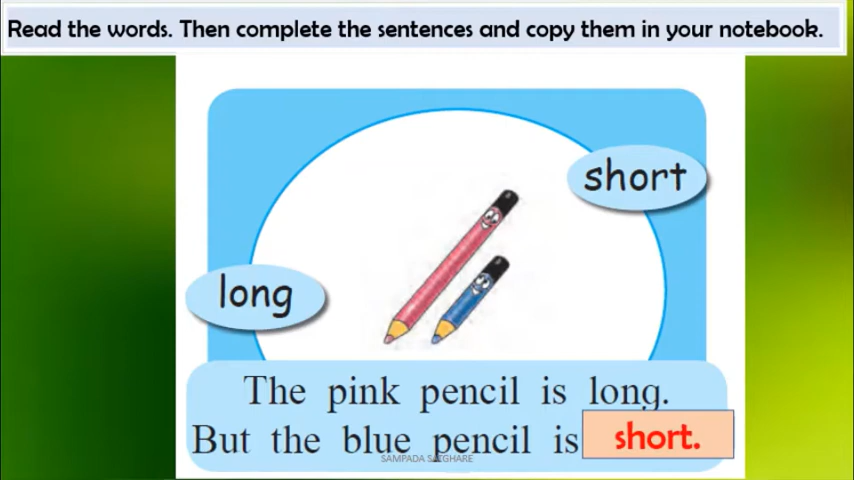 Read the words. Then complete the sentences and copy them in your notebook.
short
long
The pink pencil is long.
But the blue pencil is short.
SAMPADA SATGHARE